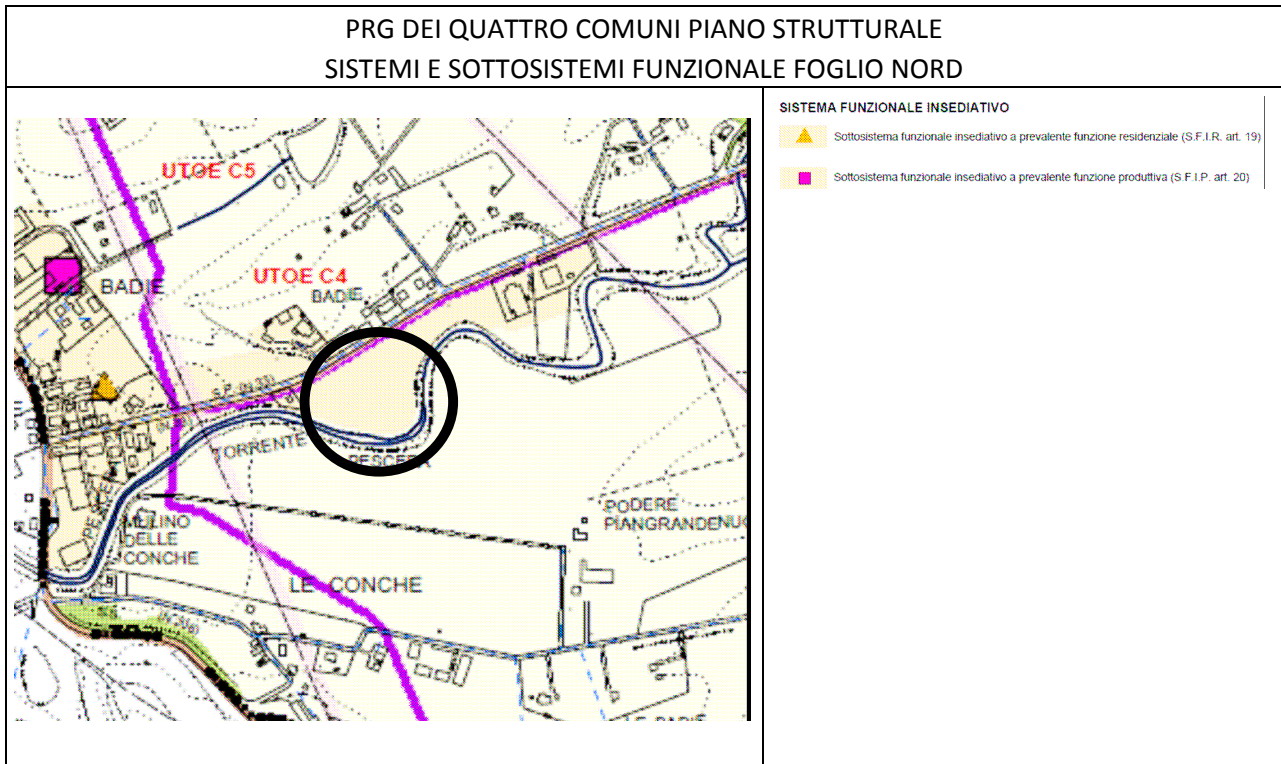 PRG DEI QUATTRO COMUNI PIANO STRUTTURALE
SISTEMI E SOTTOSISTEMI FUNZIONALE FOGLIO NORD
SISTEMA FUNZIONALE INSEDIATIVO
Sottosistema funzionale insediativo a prevalente funzione residenziale (S.F.I.R. art. 19)
Sottosistema funzionale insediativo a prevalente funzione produttiva (S.F.I.P. art. 20)
UTOE C5
UTOE C4
BADIE
BADIE
S.P.
TORRENTE
PODERE
PIANGRANDE
DELLE
CONCHE
LE CONCHE